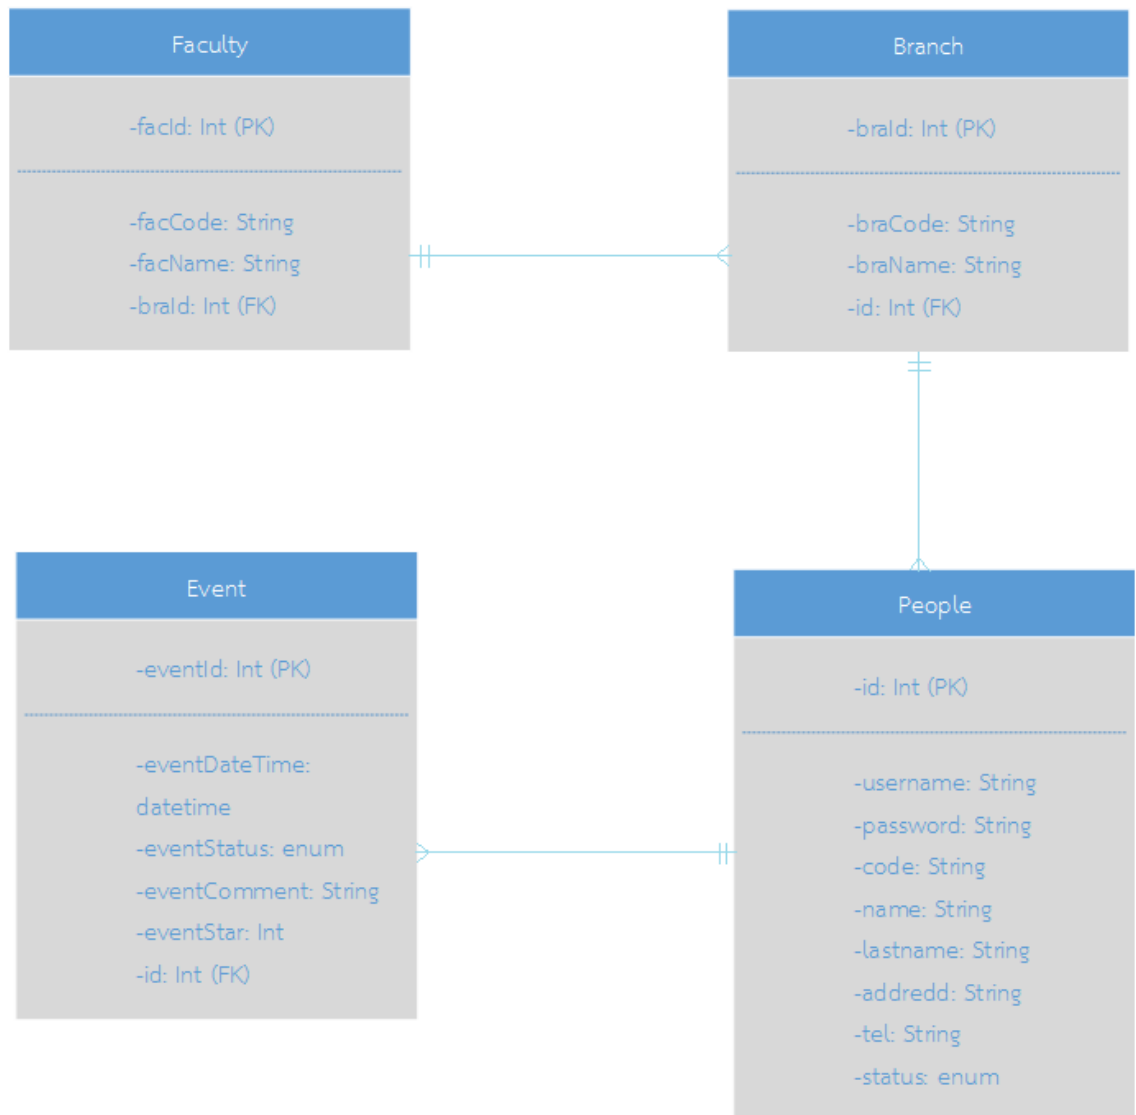 Faculty
-facId: Int (PK)
-facCode: String
-facName: String
-braId: Int (FK)
Branch
-braId: Int (PK)
-braCode: String
-braName: String
-id: Int (FK)
Event
-eventId: Int (PK)
-eventDateTime:
datetime
-eventStatus: enum
-eventComment: String
-eventStar: Int
-id: Int (FK)
People
-id: Int (PK)
-username: String
-password: String
-code: String
-name: String
-lastname: String
-addredd: String
-tel: String
-status: enum